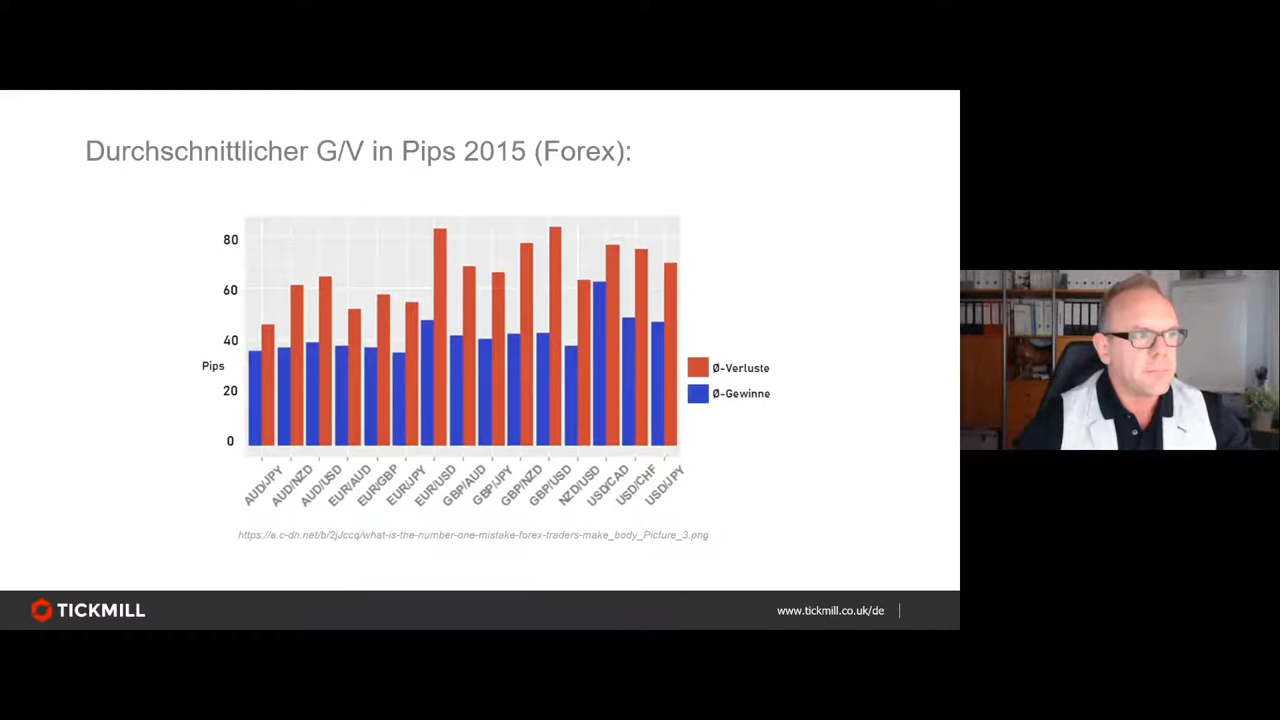 Durchschnittlicher G/V in Pips 2015 (Forex):
80
60
40
Pips
20
0
Ø-Verluste
Ø-Gewinne
AUD/JPY
AUD/NZD
AUD/USD
EUR/AUD
EUR/GBP
EUR/JPY
EUR/USD
GBP/AUD
GBP/JPY
GBP/NZD
GBP/USD
NZD/USD
USD/CAD
USD/CHF
USD/JPY
https://a.c-dn.net/b/2jJccq/what-is-the-number-one-mistake-forex-traders-make_body_Picture_3.png
TICKMILL
www.tickmill.co.uk/de